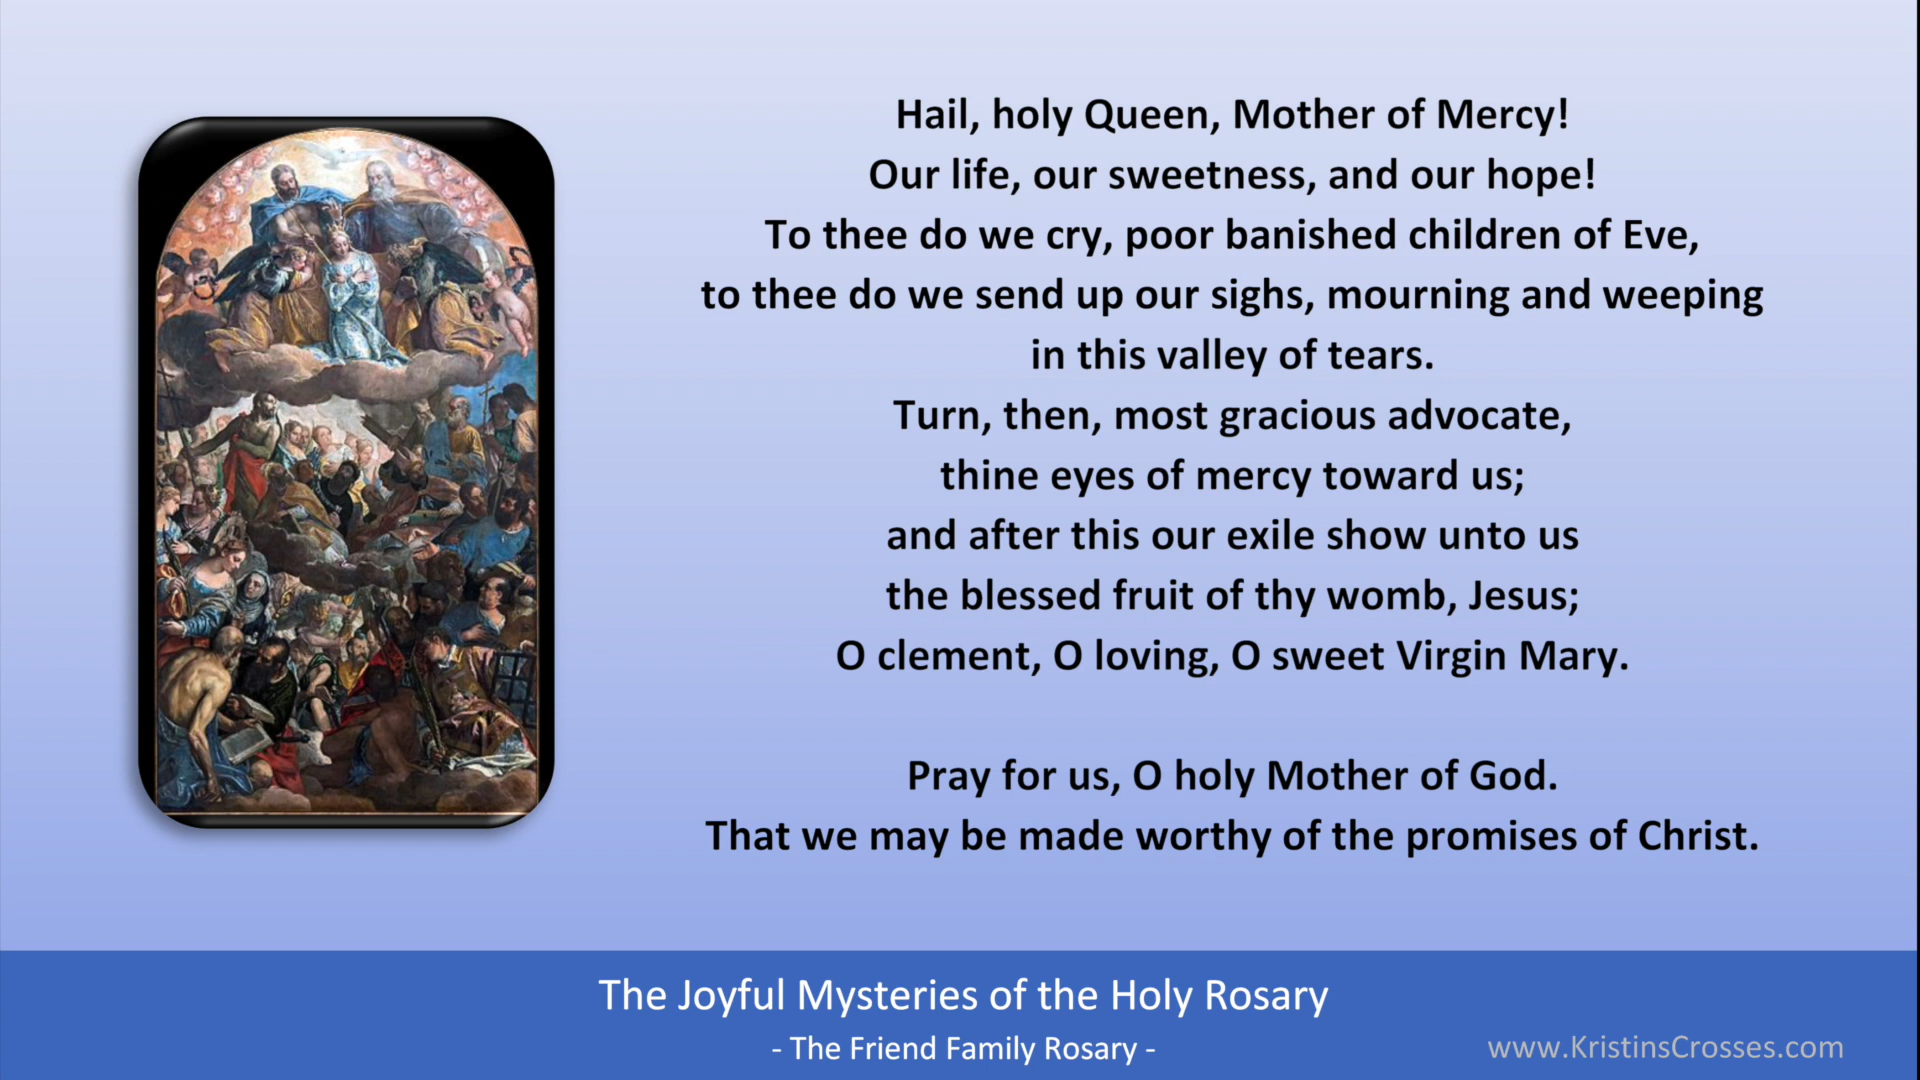 Hail, holy Queen, Mother of Mercy!
Our life, our sweetness, and our hope!
To thee do we cry, poor banished children of Eve,
to thee do we send up our sighs, mourning and weeping
in this valley of tears.
Turn, then, most gracious advocate,
thine eyes of mercy toward us;
and after this our exile show unto us
the blessed fruit of thy womb, Jesus;
O clement, O loving, O sweet Virgin Mary.
Pray for us, O holy Mother of God.
That we may be made worthy of the promises of Christ.
The Joyful Mysteries of the Holy Rosary
- The Friend Family Rosary -
www.KristinsCrosses.com